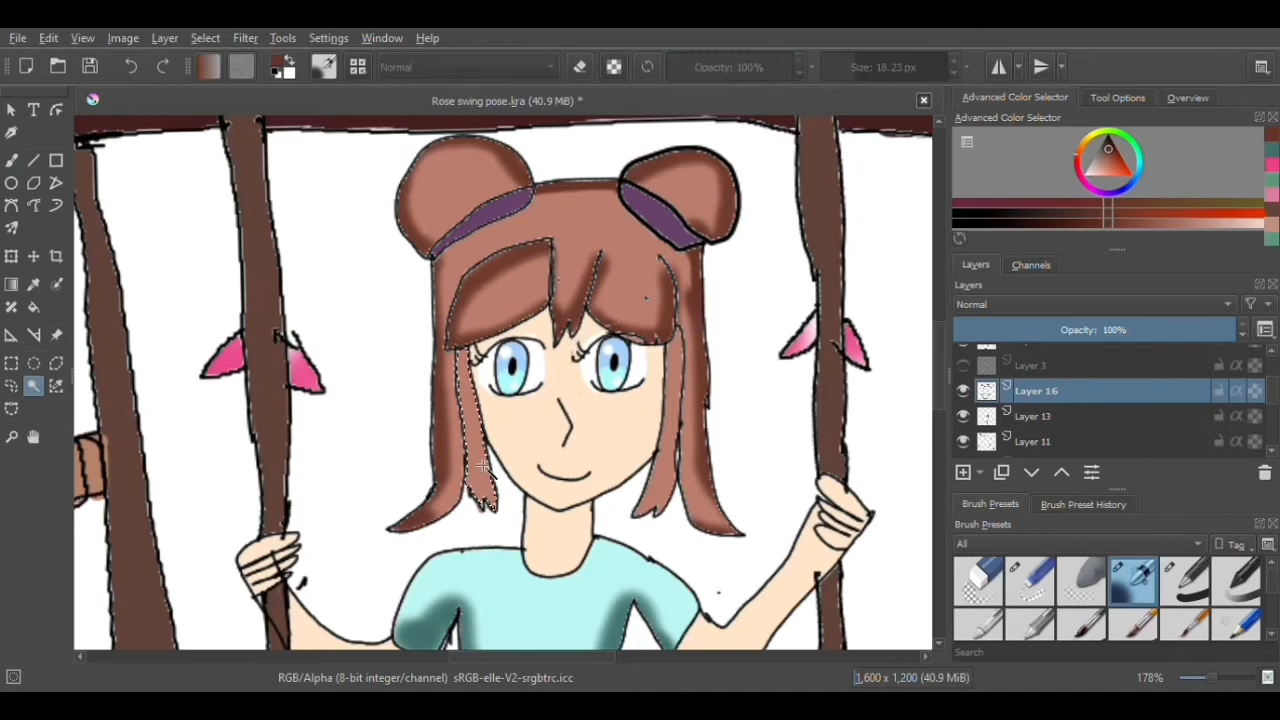 File Edit View Image Layer Select Filter Tools Settings Window Help
Normal Opacity: 100% Size: 18.23 px
Rose swing pose.kra (40.9 MiB) *
Advanced Color Selector Tool Options Overview
Advanced Color Selector
Layers Channels
Layers
Normal
Opacity: 100%
Layer 3
Layer 16
Layer 13
Layer 11
Brush Presets Brush Preset History
Brush Presets
All Tag
Search
RGB/Alpha (8-bit integer/channel) sRGB-elle-V2-srgbtrc.icc 1,600 x 1,200 (40.9 MiB) 178%